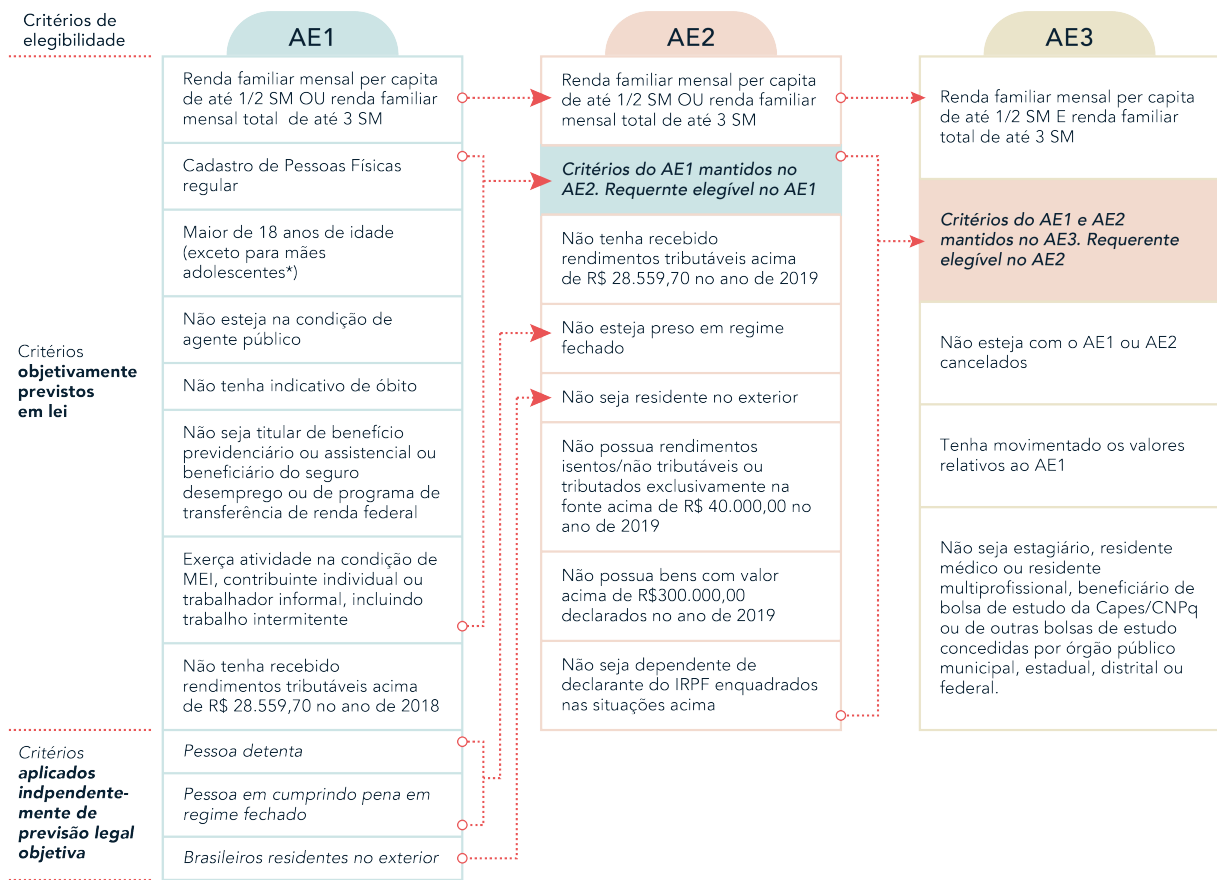 Critérios de
elegibilidade
AE1
AE2
AE3
Critérios
objetivamente
previstos
em lei
Critérios
aplicados
indpendente-
mente de
previsão legal
objetiva
Renda familiar mensal per capita
de até 1/2 SM OU renda familiar
mensal total de até 3 SM
Cadastro de Pessoas Físicas
regular
Maior de 18 anos de idade
(exceto para mães
adolescentes*)
Não esteja na condição de
agente público
Não tenha indicativo de óbito
Não seja titular de benefício
previdenciário ou assistencial ou
beneficiário do seguro
desemprego ou de programa de
transferência de renda federal
Exerça atividade na condição de
MEI, contribuinte individual ou
trabalhador informal, incluindo
trabalho intermitente
Não tenha recebido
rendimentos tributáveis acima
de R$ 28.559,70 no ano de 2018
Pessoa detenta
Pessoa em cumprindo pena em
regime fechado
Brasileiros residentes no exterior
Renda familiar mensal per capita
de até 1/2 SM OU renda familiar
mensal total de até 3 SM
Critérios do AE1 mantidos no
AE2. Requernte elegível no AE1
Não tenha recebido
rendimentos tributáveis acima
de R$ 28.559,70 no ano de 2019
Não esteja preso em regime
fechado
Não seja residente no exterior
Não possua rendimentos
isentos/não tributáveis ou
tributados exclusivamente na
fonte acima de R$ 40.000,00 no
ano de 2019
Não possua bens com valor
acima de R$300.000,00
declarados no ano de 2019
Não seja dependente de
declarante do IRPF enquadrados
nas situações acima
Renda familiar mensal per capita
de até 1/2 SM E renda familiar
total de até 3 SM
Critérios do AE1 e AE2
mantidos no AE3. Requerente
elegível no AE2
Não esteja com o AE1 ou AE2
cancelados
Tenha movimentado os valores
relativos ao AE1
Não seja estagiário, residente
médico ou residente
multiprofissional, beneficiário de
bolsa de estudo da Capes/CNPq
ou de outras bolsas de estudo
concedidas por órgão público
municipal, estadual, distrital ou
federal.